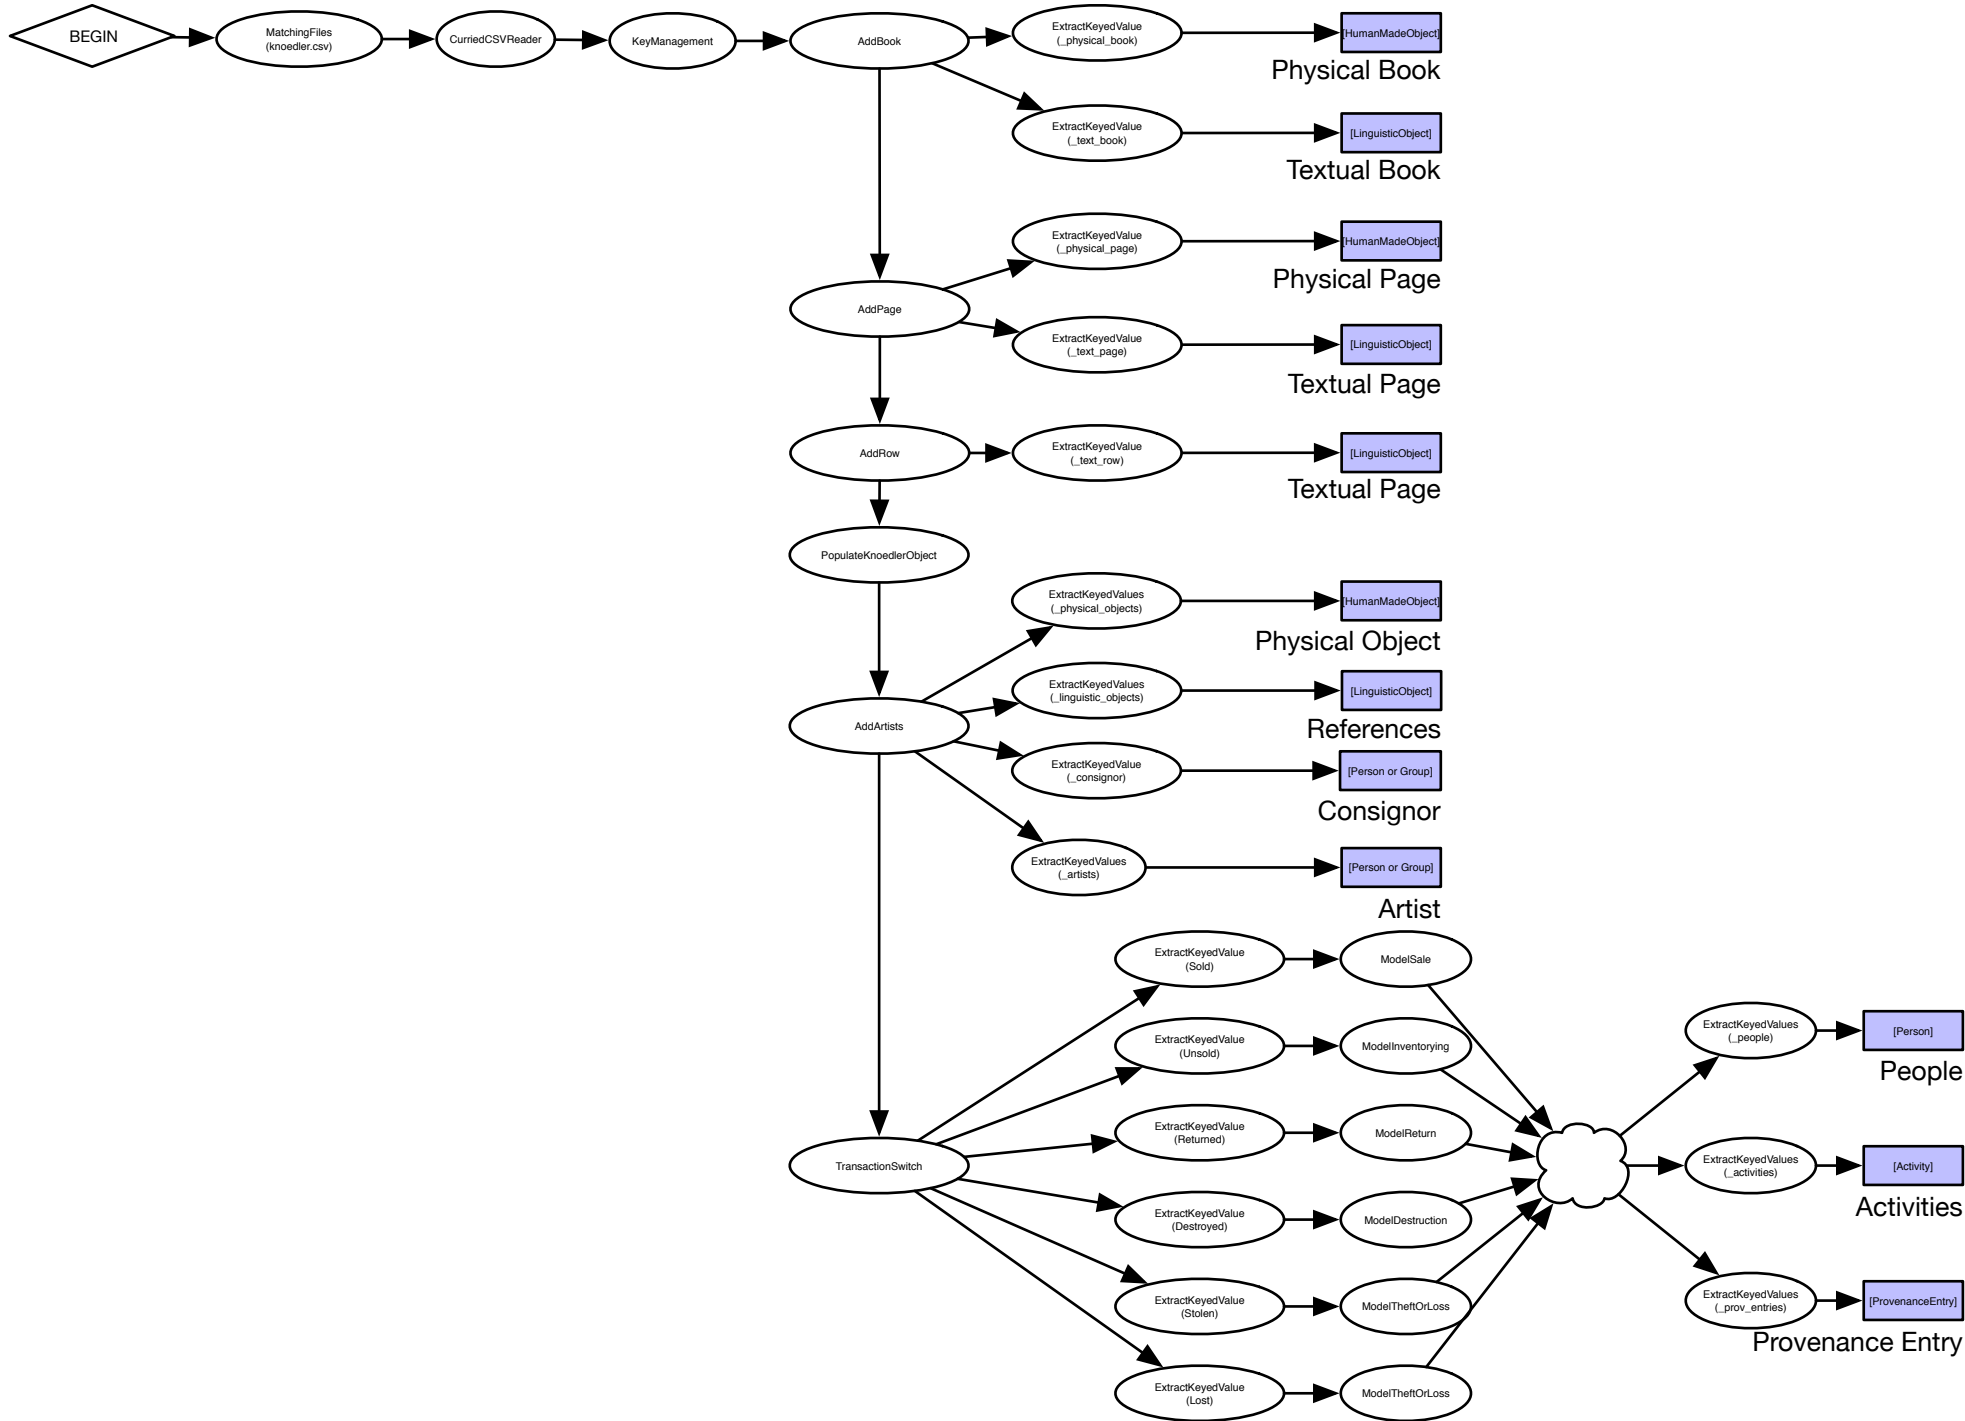 BEGIN
MatchingFiles
(knoedler.csv)
CurriedCSVReader
KeyManagement
AddBook
ExtractKeyedValue
(_physical_book)
[HumanMadeObject]
Physical Book
ExtractKeyedValue
(_text_book)
[LinguisticObject]
Textual Book
ExtractKeyedValue
(_physical_page)
[HumanMadeObject]
Physical Page
AddPage
ExtractKeyedValue
(_text_page)
[LinguisticObject]
Textual Page
AddRow
ExtractKeyedValue
(_text_row)
[LinguisticObject]
Textual Page
PopulateKnoedlerObject
ExtractKeyedValues
(_physical_objects)
[HumanMadeObject]
Physical Object
ExtractKeyedValues
(_linguistic_objects)
[LinguisticObject]
References
AddArtists
ExtractKeyedValue
(_consignor)
[Person or Group]
Consignor
ExtractKeyedValues
(_artists)
[Person or Group]
Artist
ExtractKeyedValue
(Sold)
ModelSale
ExtractKeyedValue
(Unsold)
ModelInventorying
ExtractKeyedValues
(_people)
[Person]
People
ExtractKeyedValue
(Returned)
ModelReturn
TransactionSwitch
ExtractKeyedValues
(_activities)
[Activity]
Activities
ExtractKeyedValue
(Destroyed)
ModelDestruction
ExtractKeyedValue
(Stolen)
ModelTheftOrLoss
ExtractKeyedValues
(_prov_entries)
[ProvenanceEntry]
Provenance Entry
ExtractKeyedValue
(Lost)
ModelTheftOrLoss